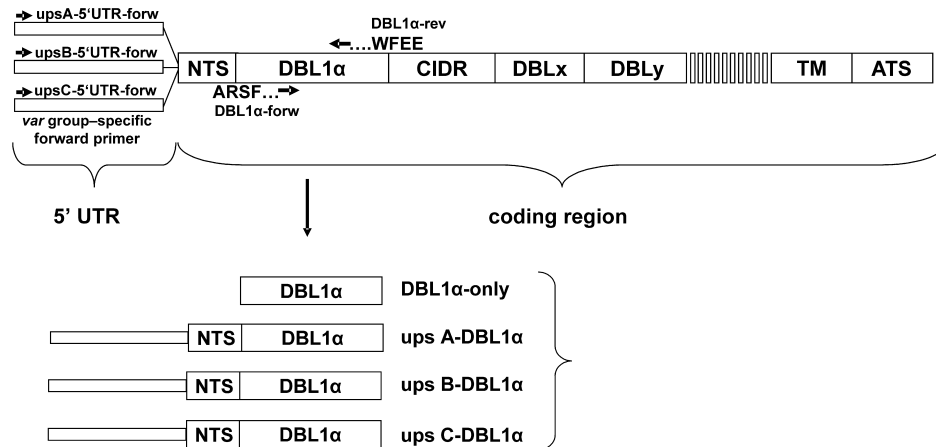 upsA-5‘UTR-forw
DBL1α-rev
....WFEE
upsB-5‘UTR-forw
NTS DBL1α CIDR DBLx DBLy TM ATS
upsC-5‘UTR-forw
ARSF...
DBL1α-forw
var group–specific
forward primer
5’ UTR
coding region
DBL1α DBL1α-only
NTS DBL1α ups A-DBL1α
NTS DBL1α ups B-DBL1α
NTS DBL1α ups C-DBL1α